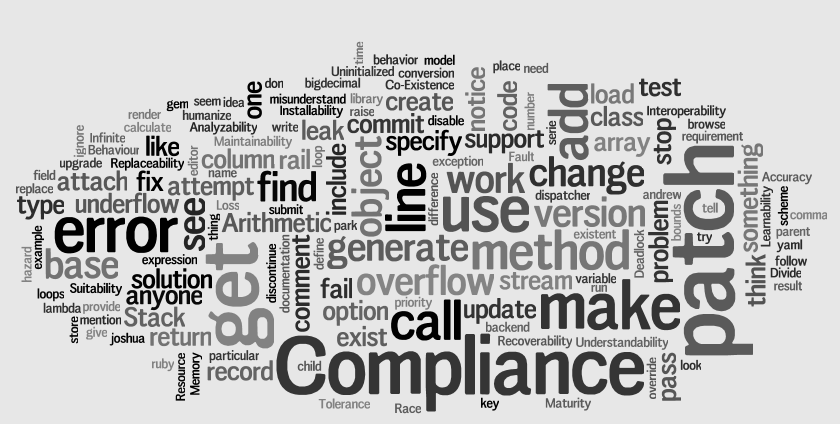 time
behavior
model
Uninitialized
conversion
place
need
don
bigdecimal
Co-Existence
notice
code
one
gem
seem
idea
misunderstand
library
create
number
add
load
test
humanize
Installability
raise
class
Interoperability
render
calculate
Analyzability
write
leak
commit
disable
serie
stop
browse
requirement
ignore
Infinite
Behaviour
like
Maintainability
specify
support
array
upgrade
Replaceability
editor
column
rail
loop
include
object
exception
Fault
patch
something
field
attach
fix
name
attempt
find
line
difference
work
change
Accuracy
replace
type
underflow
see
Loss
submit
use
dispatcher
andrew
bounds
tell
Learnability
scheme
comma
error
thing
Arithmetic
park
version
problem
parent
example
get
define
generate
method
existent
Deadlock
try
yaml
hazard
base
expression
discontinue
documentation
comment
think
follow
Divide
solution
fail
overflow
stream
variable
result
loops
Suitability
anyone
run
make
lambda
provide
priority
option
call
update
store
mention
Stack
backend
give
joshua
return
exist
Recoverability
Understandability
ruby
Resource
Memory
particular
record
child
Compliance
override
pass
look
Tolerance
Race
key
Maturity